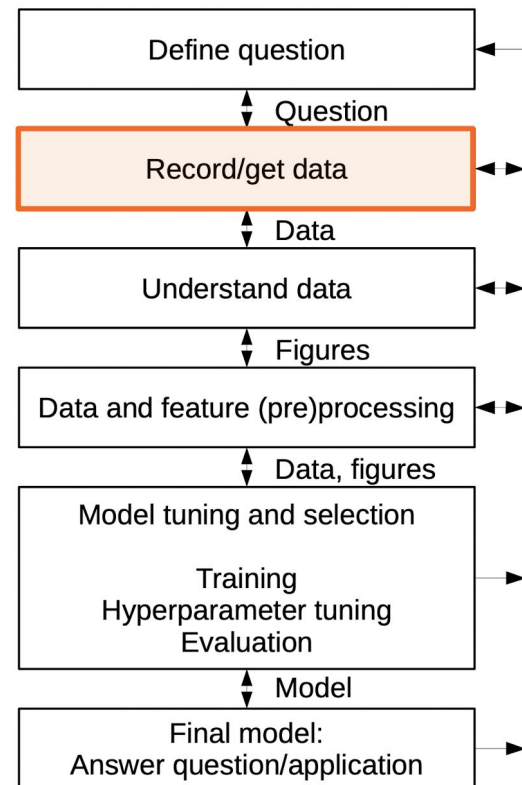 Define question
Question
Record/get data
Data
Understand data
Figures
Data and feature (pre)processing
Data, figures
Model tuning and selection
Training
Hyperparameter tuning
Evaluation
Model
Final model:
Answer question/application